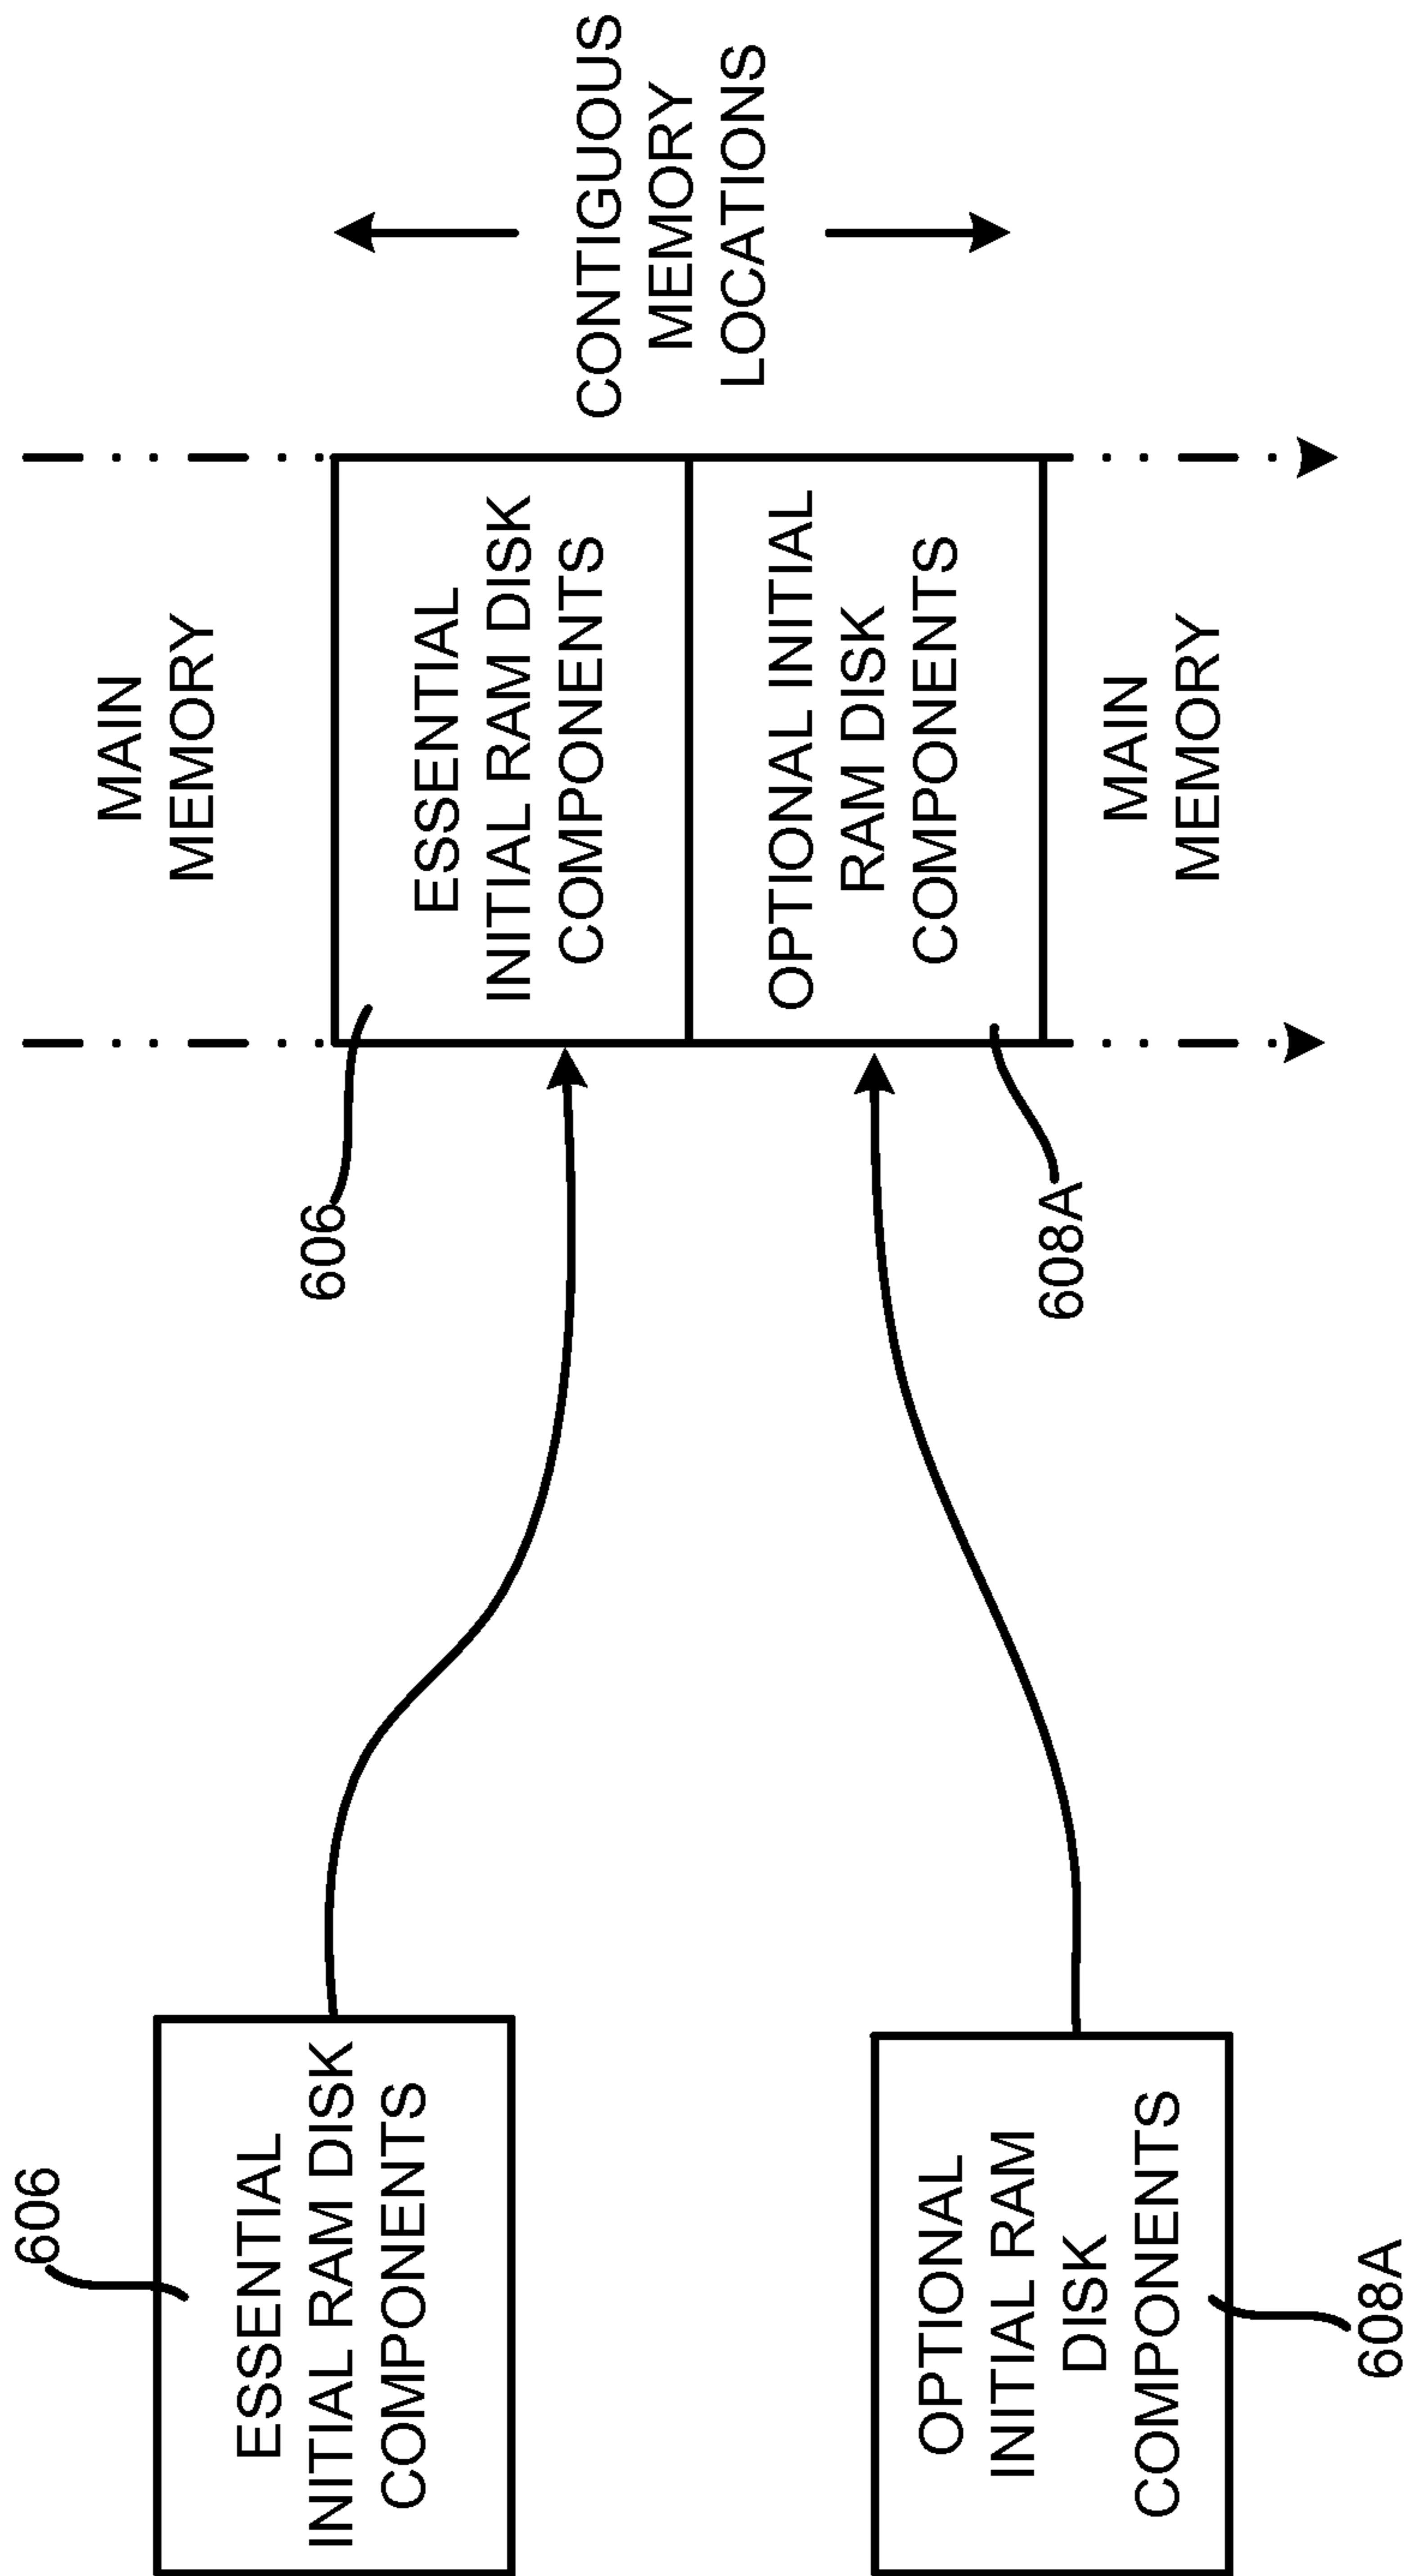 606
ESSENTIAL
INITIAL RAM DISK
COMPONENTS
OPTIONAL
INITIAL RAM
DISK
COMPONENTS
608A
606
608A
MAIN
MEMORY
ESSENTIAL
INITIAL RAM DISK
COMPONENTS
OPTIONAL INITIAL
RAM DISK
COMPONENTS
MAIN
MEMORY
CONTIGUOUS
MEMORY
LOCATIONS